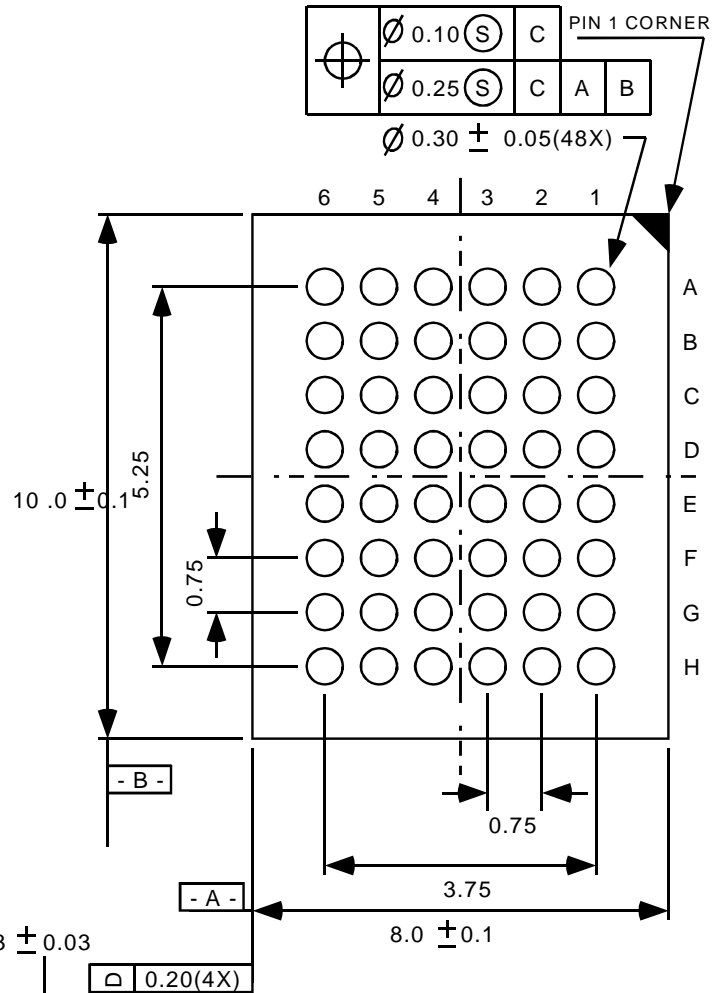 ⌀ 0.10 Ⓢ C
PIN 1 CORNER
⌀ 0.25 Ⓢ C A B
⌀ 0.30 ± 0.05(48X)
6 5 4 3 2 1
A
B
C
D
E
F
G
H
10 .0 ± 0.1
5.25
0.75
- B -
0.75
3.75
- A -
8.0 ± 0.1
± 0.03
D 0.20(4X)